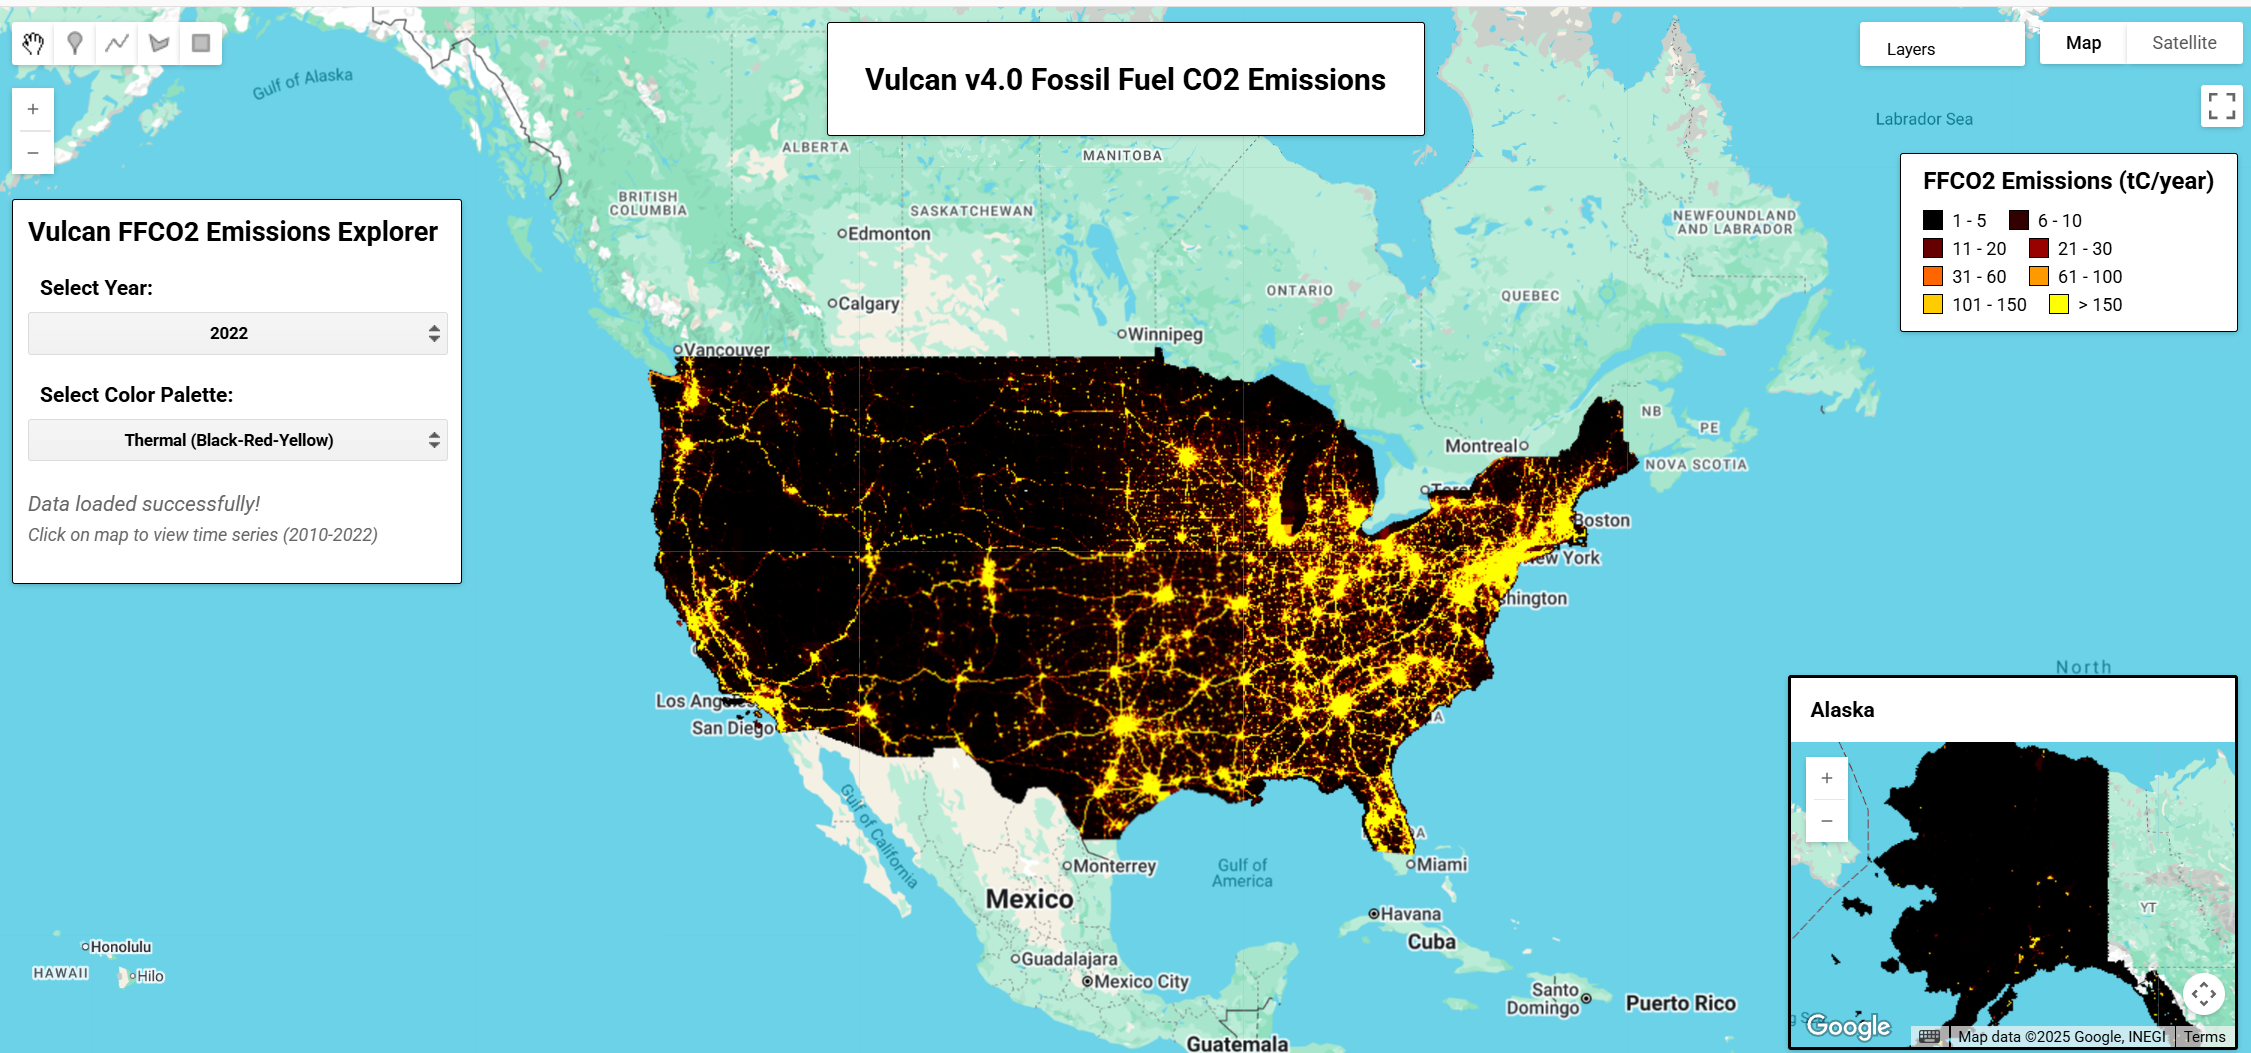 Vulcan v4.0 Fossil Fuel CO2 Emissions
Layers
Map
Satellite
Gulf of Alaska
Labrador Sea
Vulcan FFCO2 Emissions Explorer
Select Year:
2022
Select Color Palette:
Thermal (Black-Red-Yellow)
Data loaded successfully!
Click on map to view time series (2010-2022)
FFCO2 Emissions (tC/year)
1 - 5
6 - 10
11 - 20
21 - 30
31 - 60
61 - 100
101 - 150
> 150
ALBERTA
MANITOBA
BRITISH
COLUMBIA
SASKATCHEWAN
NEWFOUNDLAND
AND LABRADOR
Edmonton
ONTARIO
QUEBEC
Calgary
Winnipeg
Vancouver
NB
PE
Montreal
NOVA SCOTIA
Boston
New York
Los Angeles
San Diego
North
Gulf of California
Monterrey
Gulf of
America
Miami
Mexico
Havana
Cuba
Honolulu
HAWAII
Hilo
Guadalajara
Mexico City
Santo
Domingo
Puerto Rico
Guatemala
Alaska
YT
Google
Map data ©2025 Google, INEGI
Terms